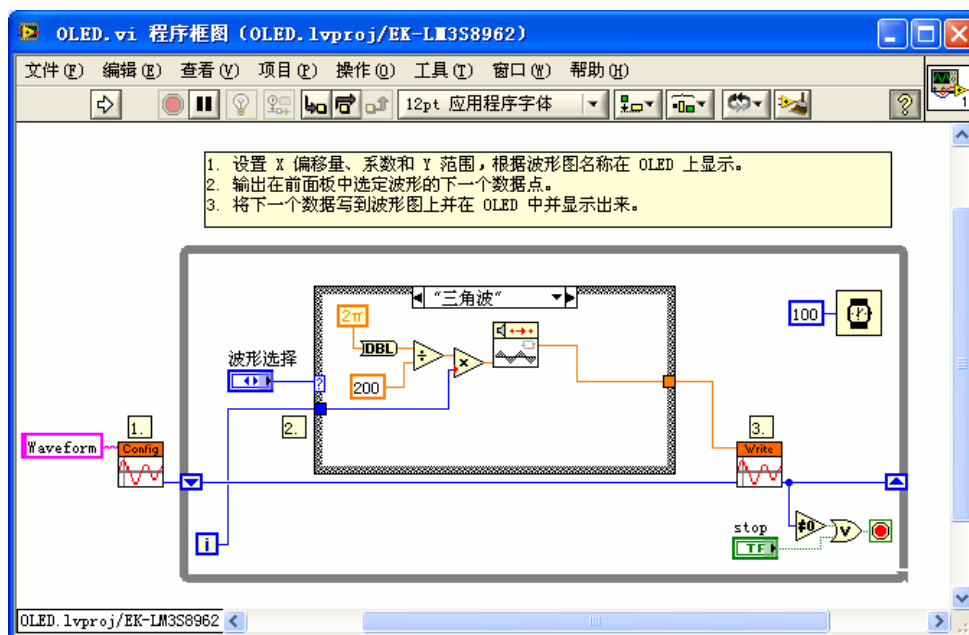 OLED.vi 程序框图 (OLED.lvproj/EK-LM3S8962)
文件(F) 编辑(E) 查看(V) 项目(P) 操作(O) 工具(T) 窗口(W) 帮助(H)
12pt 应用程序字体
1
1. 设置 X 偏移量、系数和 Y 范围,根据波形图名称在 OLED 上显示。
2. 输出在前面板中选定波形的下一个数据点。
3. 将下一个数据写到波形图上并在 OLED 中并显示出来。
"三角波"
2π
DBL
÷
×
200
100
波形选择
?
1.
2.
3.
Waveform
Config
Write
i
stop
TF
≠0
V
OLED.lvproj/EK-LM3S8962